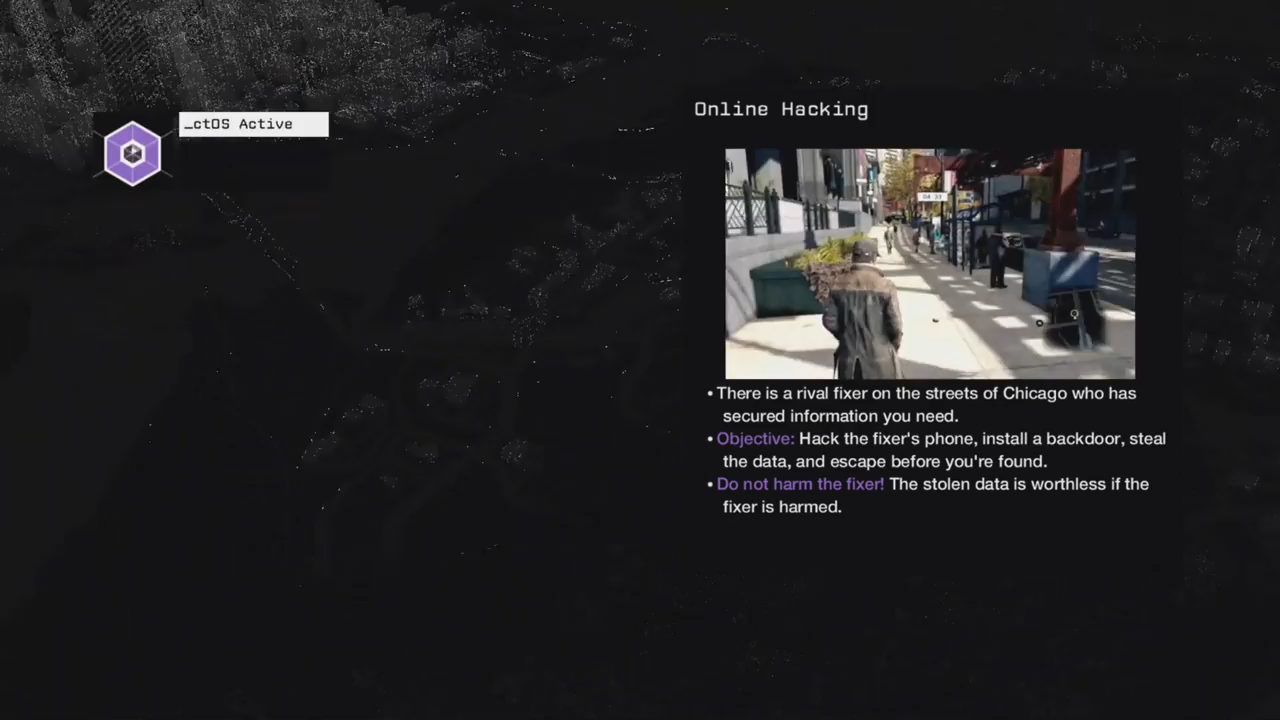 _ctOS Active
Online Hacking
• There is a rival fixer on the streets of Chicago who has
secured information you need.
• Objective: Hack the fixer's phone, install a backdoor, steal
the data, and escape before you're found.
• Do not harm the fixer! The stolen data is worthless if the
fixer is harmed.